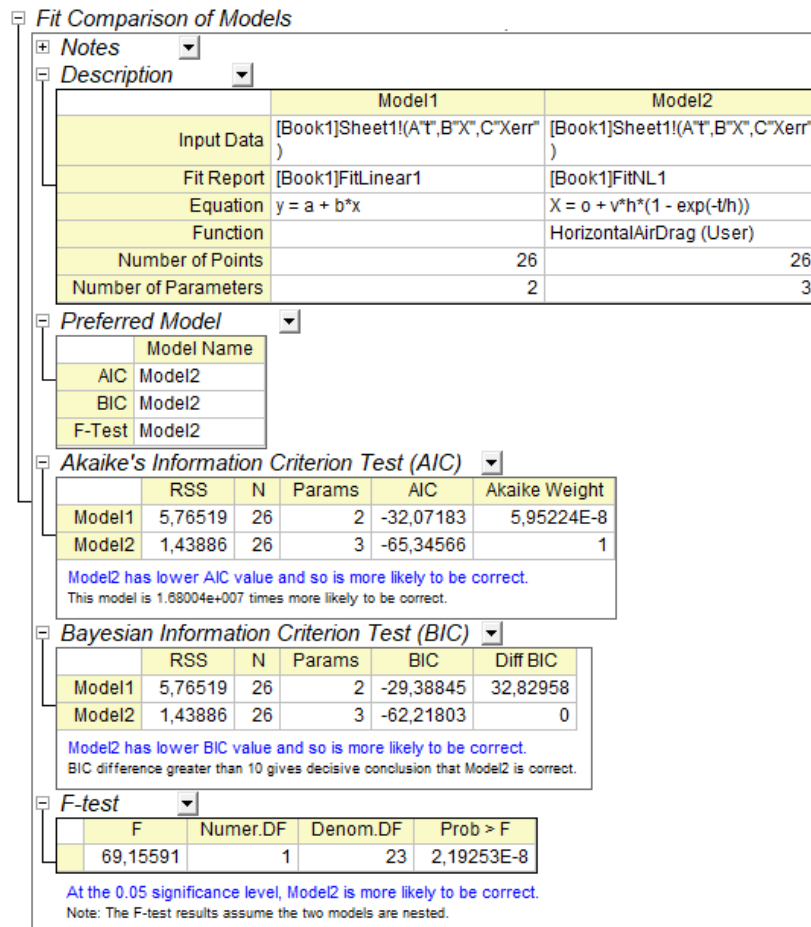 Fit Comparison of Models
Notes
Description
Model1 Model2
Input Data [Book1]Sheet1!(A"t",B"X",C"Xerr") [Book1]Sheet1!(A"t",B"X",C"Xerr")
Fit Report [Book1]FitLinear1 [Book1]FitNL1
Equation y = a + b*x X = o + v*h*(1 - exp(-t/h))
Function HorizontalAirDrag (User)
Number of Points 26 26
Number of Parameters 2 3
Preferred Model
Model Name
AIC Model2
BIC Model2
F-Test Model2
Akaike's Information Criterion Test (AIC)
RSS N Params AIC Akaike Weight
Model1 5,76519 26 2 -32,07183 5,95224E-8
Model2 1,43886 26 3 -65,34566 1
Model2 has lower AIC value and so is more likely to be correct.
This model is 1.68004e+007 times more likely to be correct.
Bayesian Information Criterion Test (BIC)
RSS N Params BIC Diff BIC
Model1 5,76519 26 2 -29,38845 32,82958
Model2 1,43886 26 3 -62,21803 0
Model2 has lower BIC value and so is more likely to be correct.
BIC difference greater than 10 gives decisive conclusion that Model2 is correct.
F-test
F Numer.DF Denom.DF Prob > F
69,15591 1 23 2,19253E-8
At the 0.05 significance level, Model2 is more likely to be correct.
Note: The F-test results assume the two models are nested.